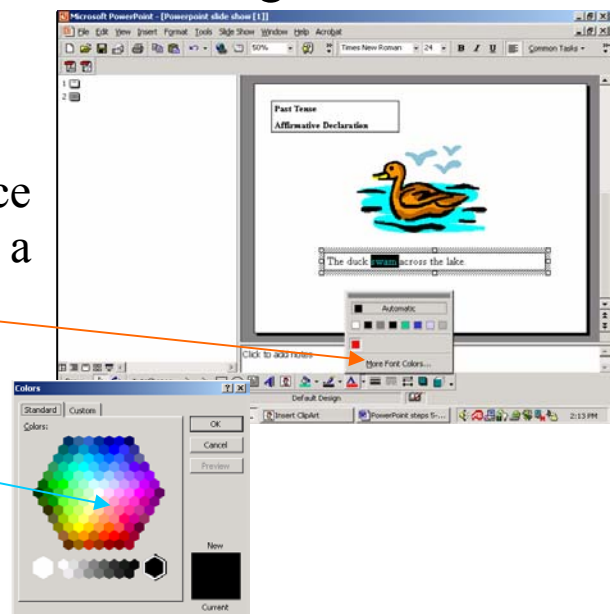 Microsoft PowerPoint - [Powerpoint slide show [1]]
File Edit View Insert Format Tools Slide Show Window Help Acrobat
50% Times New Roman 24 B I U Common Tasks
1
2
Past Tense
Affirmative Declaration
ce
a
The duck swam across the lake.
Automatic
More Font Colors...
Click to add notes
Default Design
Insert ClipArt PowerPoint steps 5-... 2:13 PM
Colors
Standard Custom
OK
Colors:
Cancel
Preview
New
Current